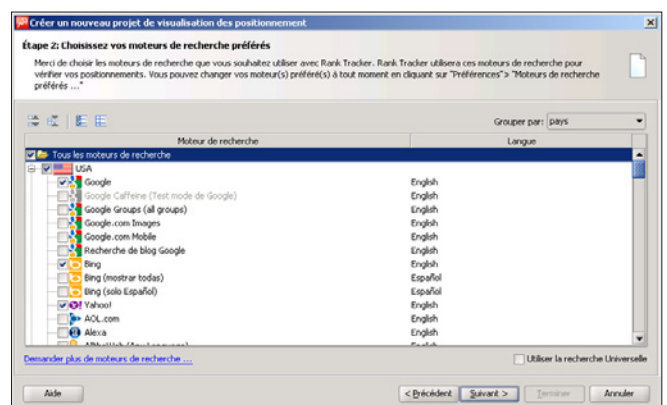 Créer un nouveau projet de visualisation des positionnement
Étape 2: Choisissez vos moteurs de recherche préférés
Merci de choisir les moteurs de recherche que vous souhaitez utiliser avec Rank Tracker. Rank Tracker utilisera ces moteurs de recherche pour
vérifier vos positionnements. Vous pouvez changer vos moteur(s) préféré(s) à tout moment en cliquant sur "Préférences"> "Moteurs de recherche
préférés ..."
Grouper par: pays
Moteur de recherche Langue
Tous les moteurs de recherche
USA
Google English
Google Caffeine (Test mode de Google)
Google Groups (all groups) English
Google.com Images English
Google.com Mobile English
Recherche de blog Google English
Bing English
Bing (mostrar todas) Español
Bing (solo Español) Español
Yahoo! English
AOL.com English
Alexa English
Demander plus de moteurs de recherche ... Utiliser la recherche Universelle
Aide < Précédent Suivant > Terminer Annuler